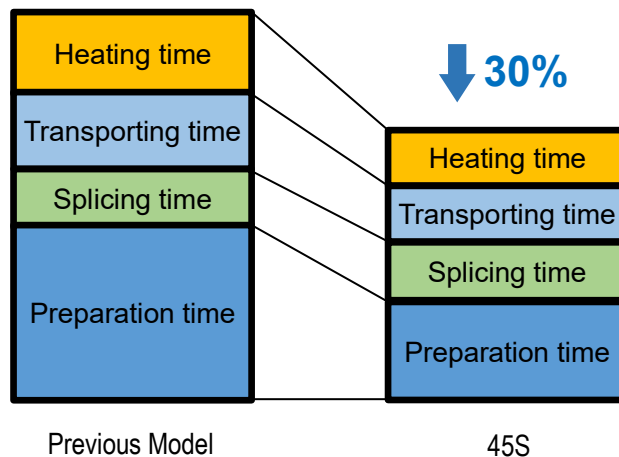 Heating time
Transporting time
Splicing time
Preparation time
Previous Model
30%
Heating time
Transporting time
Splicing time
Preparation time
45S